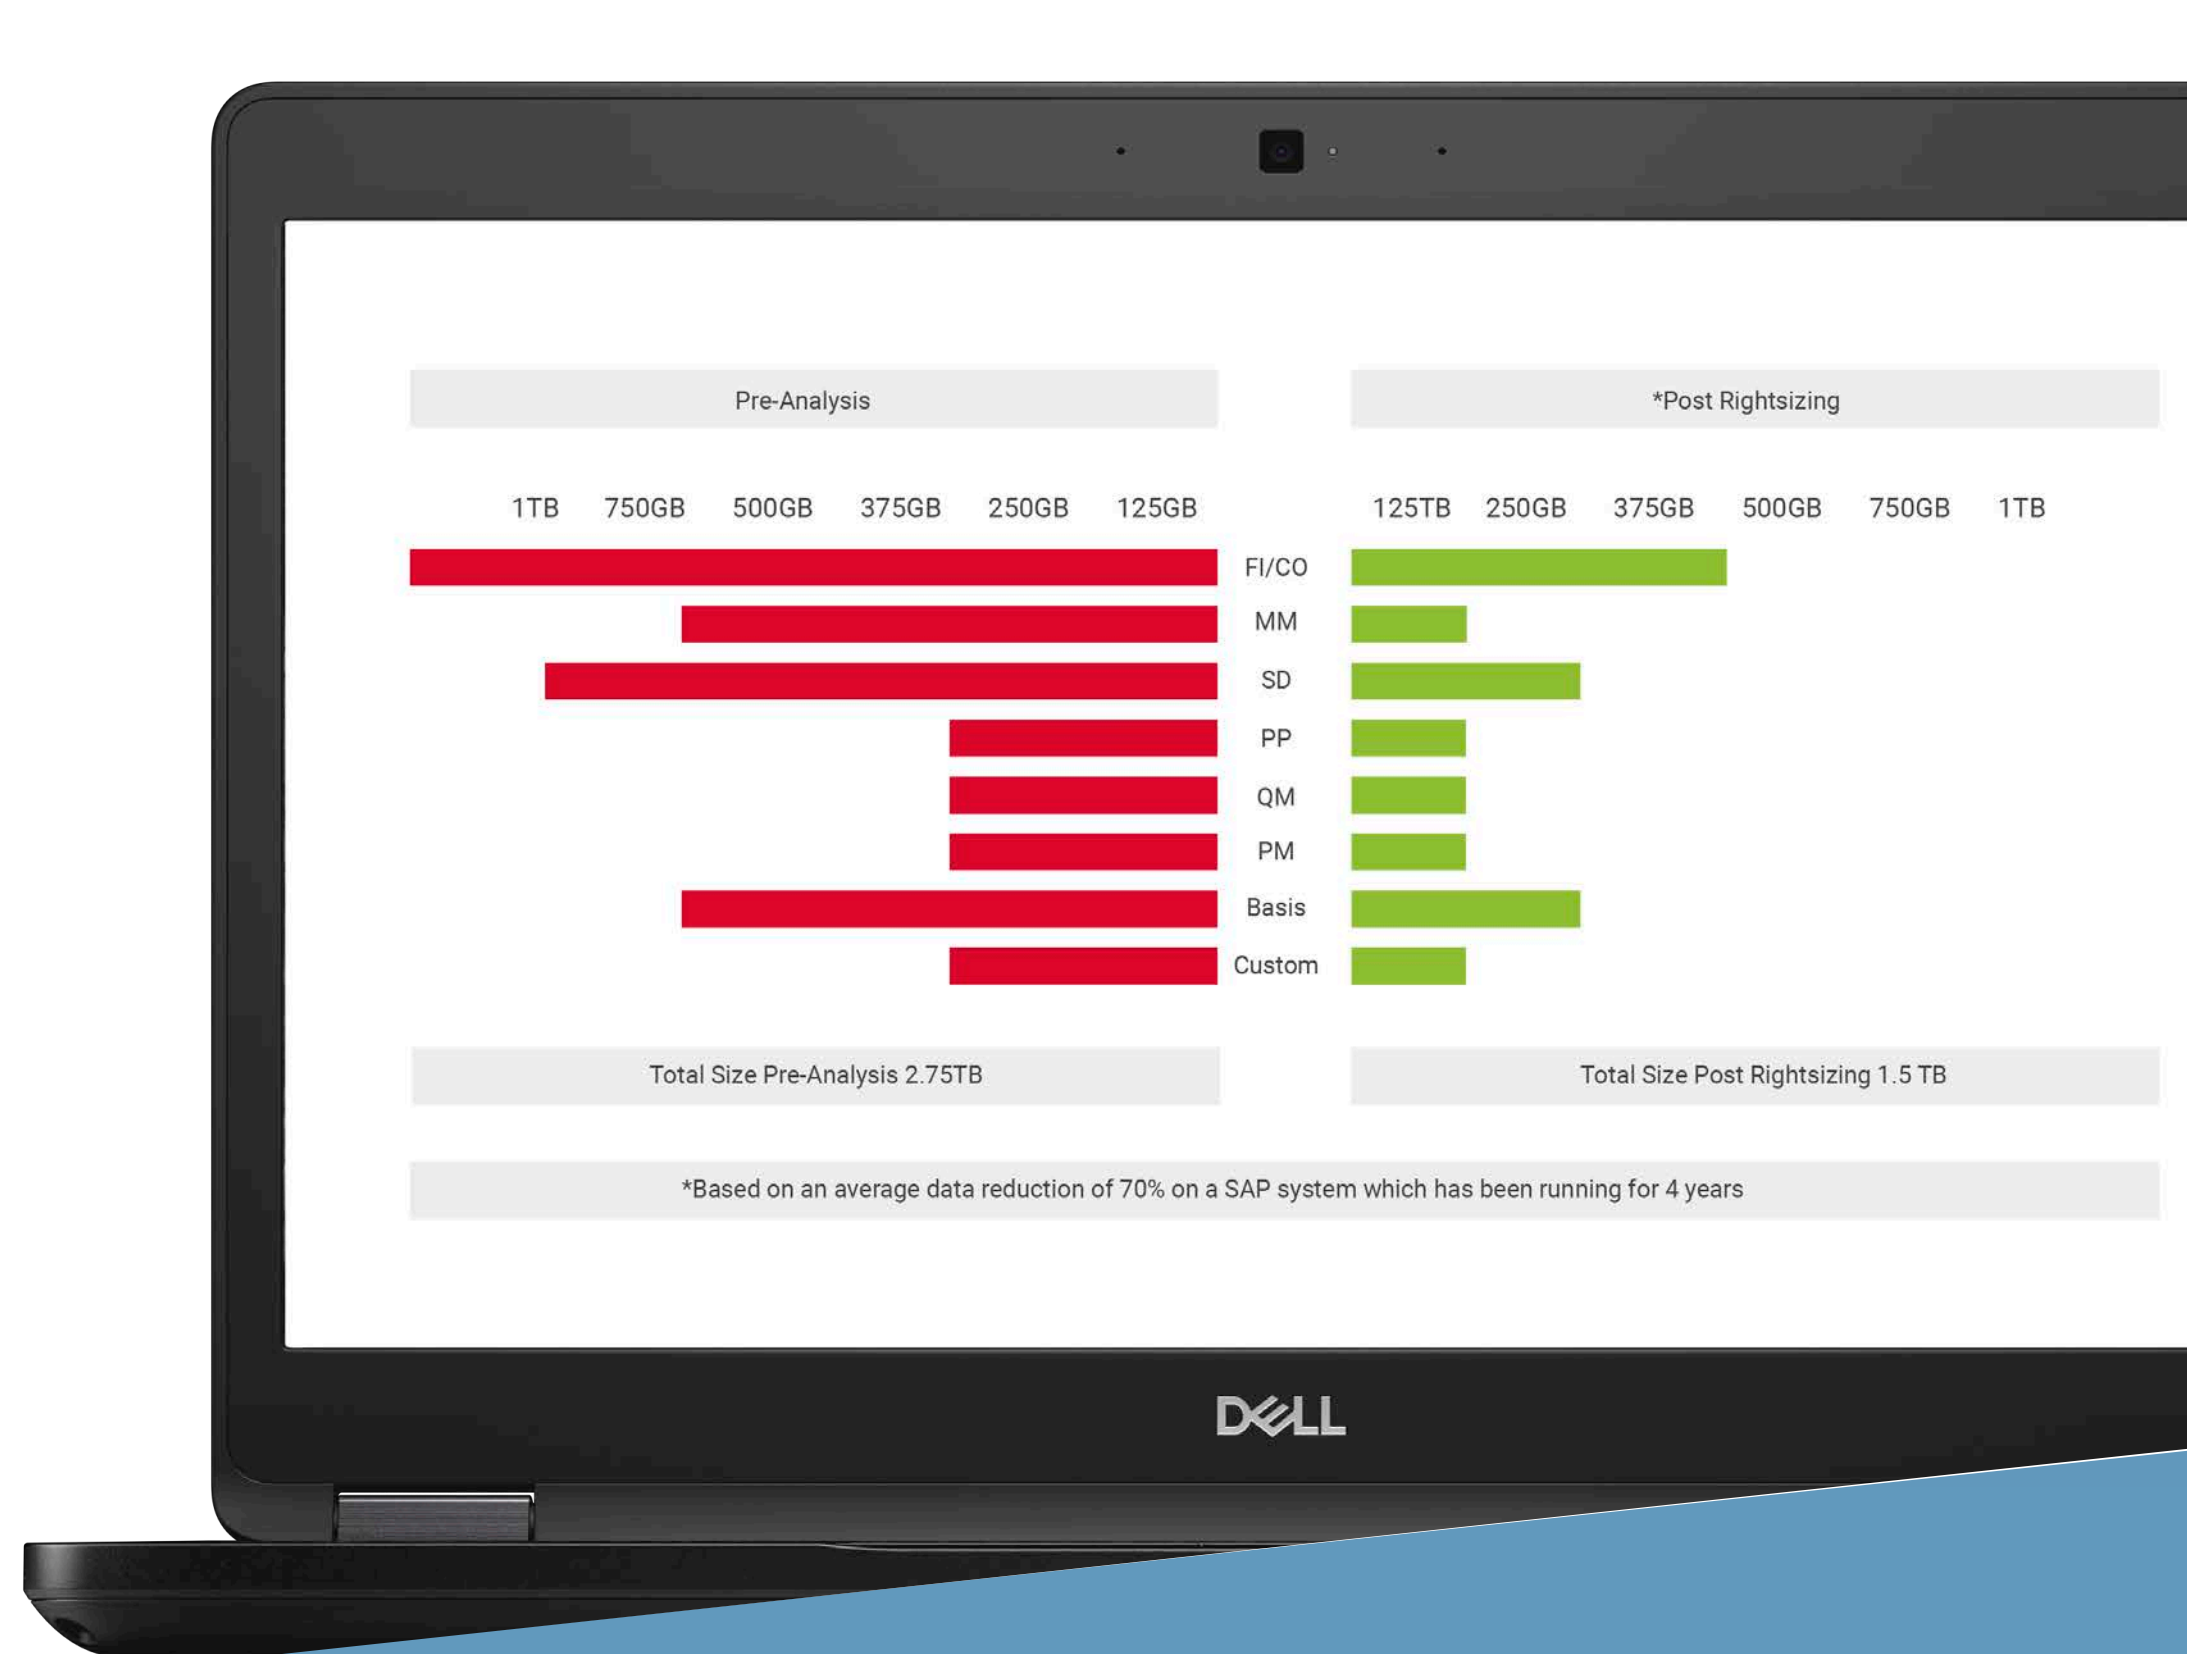 Pre-Analysis
*Post Rightsizing
1TB 750GB 500GB 375GB 250GB 125GB
125TB 250GB 375GB 500GB 750GB 1TB
FI/CO
MM
SD
PP
QM
PM
Basis
Custom
Total Size Pre-Analysis 2.75TB
Total Size Post Rightsizing 1.5 TB
*Based on an average data reduction of 70% on a SAP system which has been running for 4 years
DELL